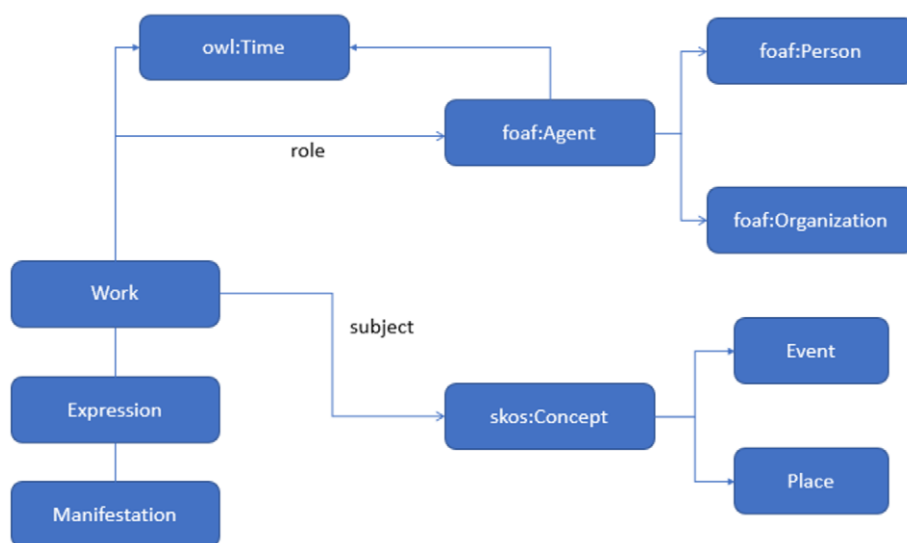 owl:Time
foaf:Person
foaf:Agent
role
foaf:Organization
Work
subject
Event
Expression
skos:Concept
Place
Manifestation